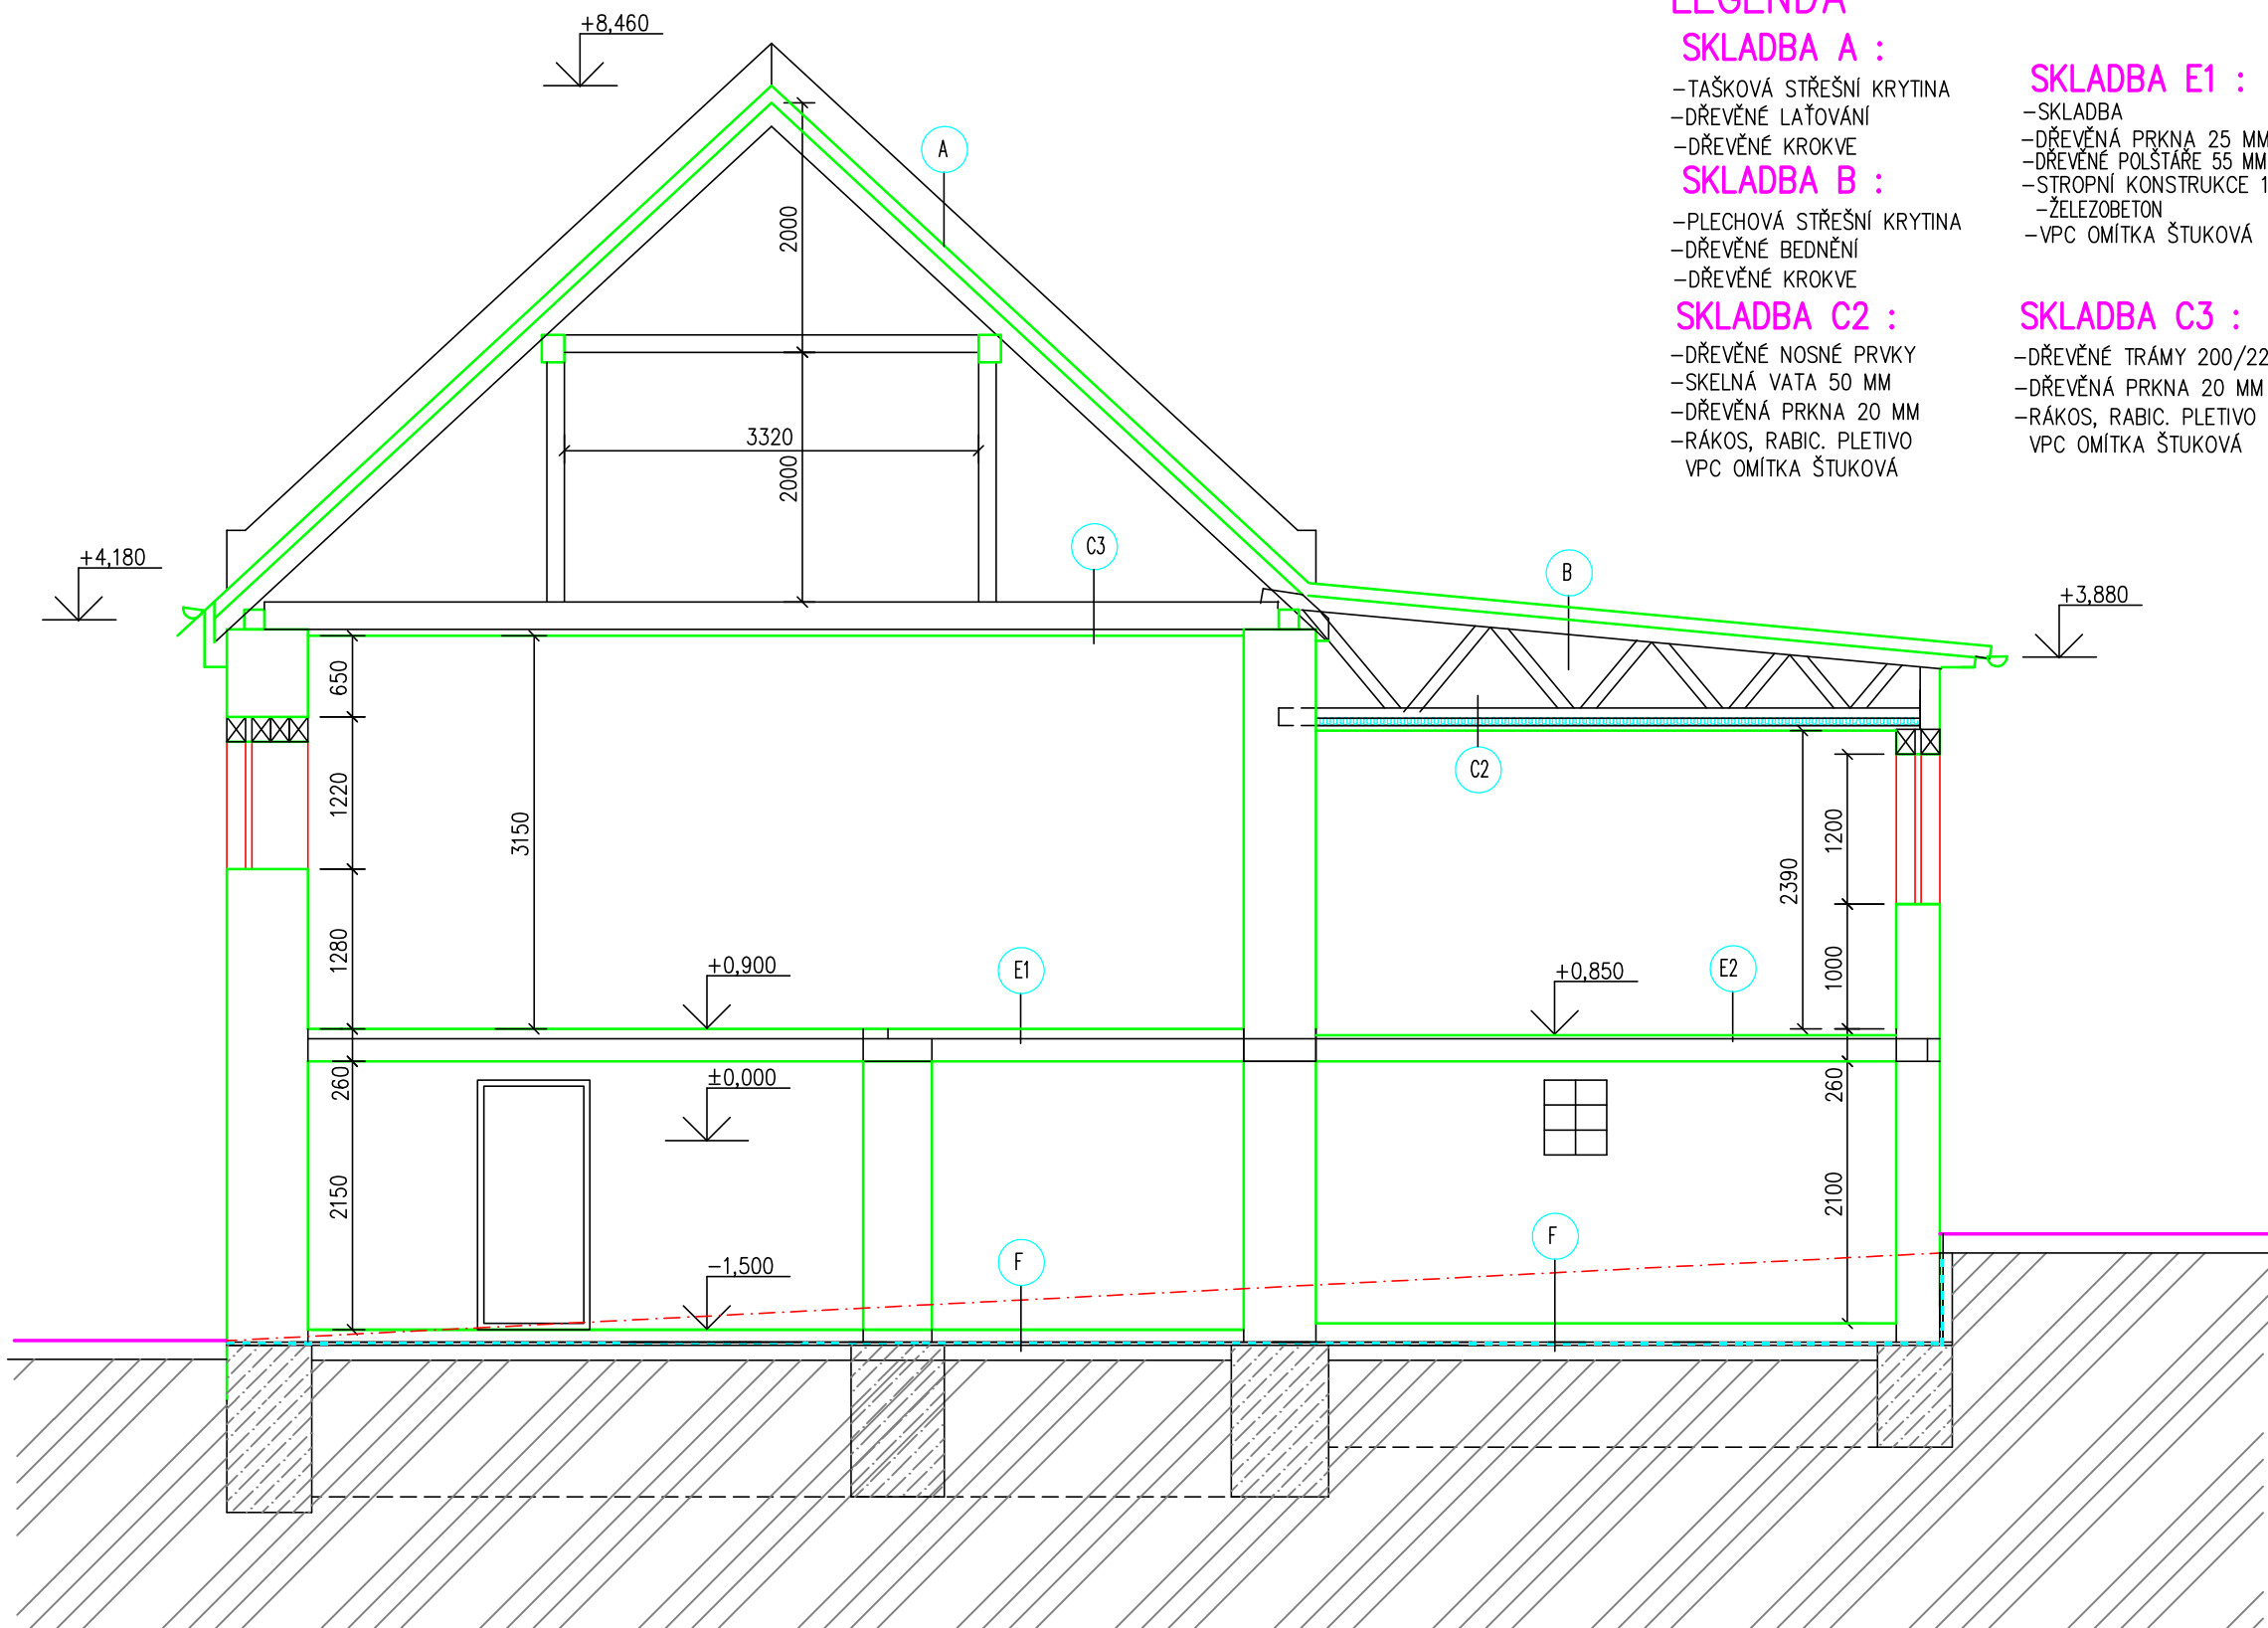 LEGENDA
SKLADBA A :
-TAŠKOVÁ STŘEŠNÍ KRYTINA
-DŘEVĚNÉ LAŤOVÁNÍ
-DŘEVĚNÉ KROKVE
SKLADBA B :
-PLECHOVÁ STŘEŠNÍ KRYTINA
-DŘEVĚNÉ BEDNĚNÍ
-DŘEVĚNÉ KROKVE
SKLADBA C2 :
-DŘEVĚNÉ NOSNÉ PRVKY
-SKELNÁ VATA 50 MM
-DŘEVĚNÁ PRKNA 20 MM
-RÁKOS, RABIC. PLETIVO
VPC OMÍTKA ŠTUKOVÁ
SKLADBA E1 :
-SKLADBA
-DŘEVĚNÁ PRKNA 25 MM
-DŘEVĚNÉ POLŠTÁŘE 55 MM
-STROPNÍ KONSTRUKCE 1
-ŽELEZOBETON
-VPC OMÍTKA ŠTUKOVÁ
SKLADBA C3 :
-DŘEVĚNÉ TRÁMY 200/22
-DŘEVĚNÁ PRKNA 20 MM
-RÁKOS, RABIC. PLETIVO
VPC OMÍTKA ŠTUKOVÁ
+8,460
A
2000
3320
2000
+4,180
C3
B
+3,880
650
1220
3150
1280
C2
1200
2390
1000
+0,900
E1
+0,850
E2
260
±0,000
260
2150
2100
-1,500
F
F